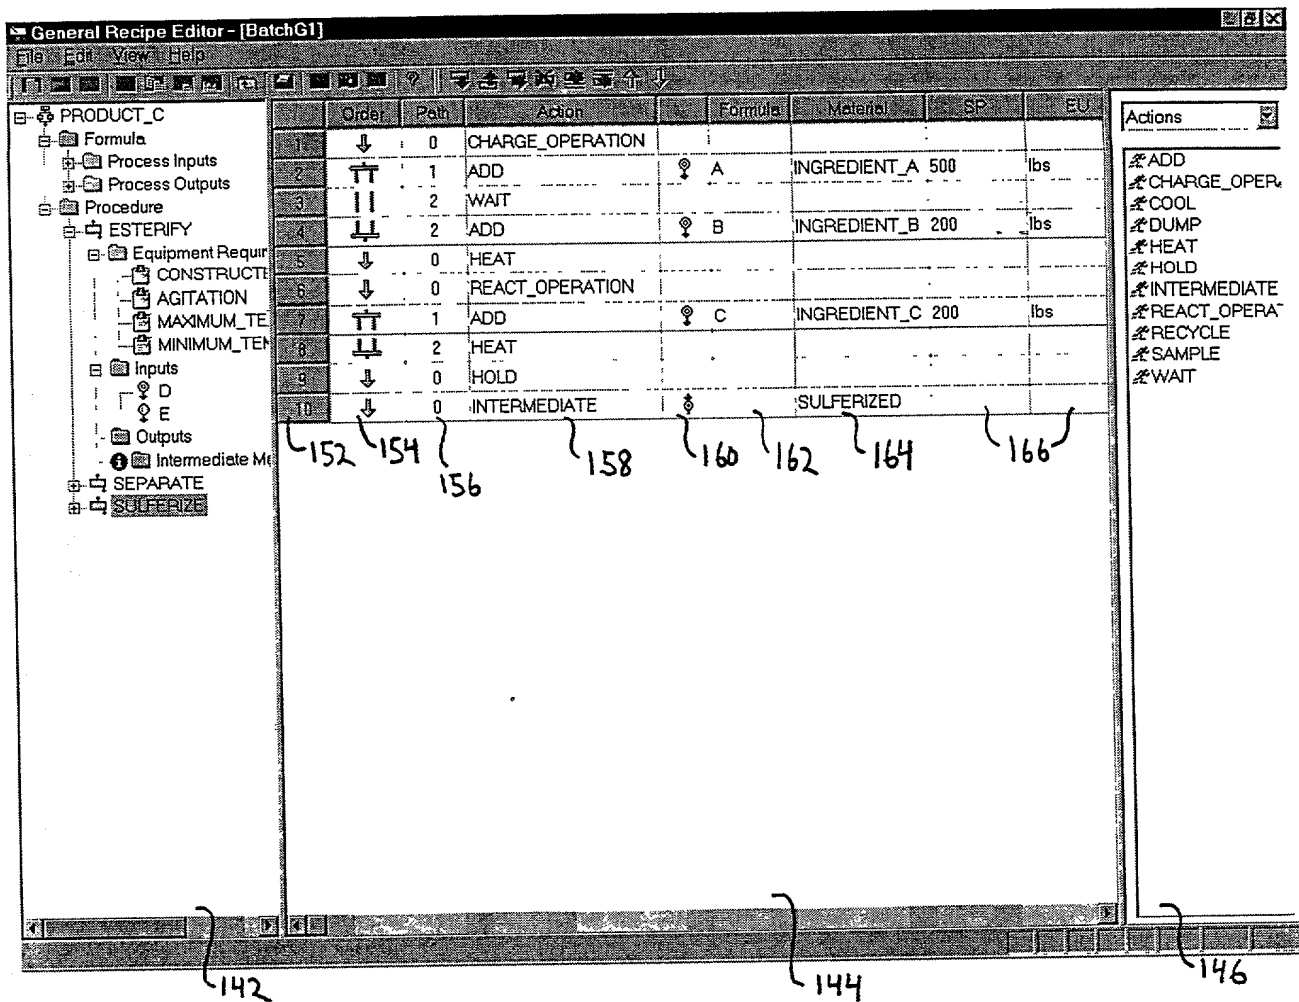 General Recipe Editor - [BatchG1]
File Edit View Help
PRODUCT_C
Formula
Process Inputs
Process Outputs
Procedure
ESTERIFY
Equipment Requir
CONSTRUCTI
AGITATION
MAXIMUM_TE
MINIMUM_TEM
Inputs
D
E
Outputs
Intermediate Me
SEPARATE
SULFERIZE
Order Path Action Formula Material SP EU
1 0 CHARGE_OPERATION
2 1 ADD A INGREDIENT_A 500 lbs
3 2 WAIT
4 2 ADD B INGREDIENT_B 200 lbs
5 0 HEAT
6 0 REACT_OPERATION
7 1 ADD C INGREDIENT_C 200 lbs
8 2 HEAT
9 0 HOLD
10 0 INTERMEDIATE SULFERIZED
152 154 156 158 160 162 164 166
Actions
ADD
CHARGE_OPER
COOL
DUMP
HEAT
HOLD
INTERMEDIATE
REACT_OPERA
RECYCLE
SAMPLE
WAIT
142 144 146